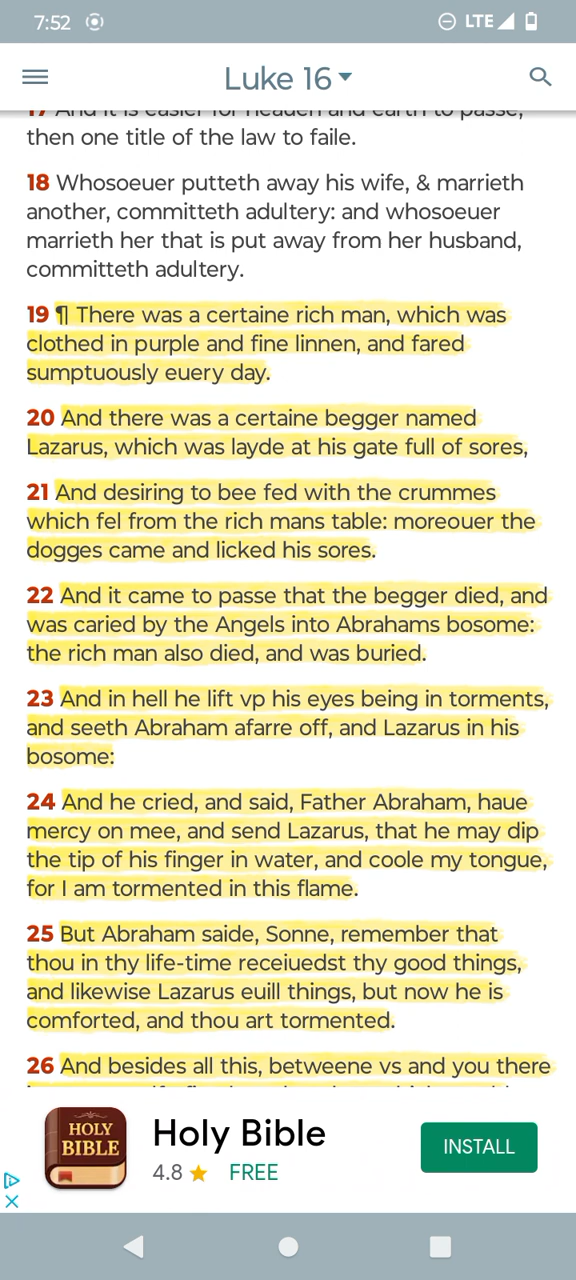 7:52
LTE
Luke 16
17 And it is easier for heauen and earth to passe,
then one title of the law to faile.
18 Whosoeuer putteth away his wife, & marrieth
another, committeth adultery: and whosoeuer
marrieth her that is put away from her husband,
committeth adultery.
19 ¶ There was a certaine rich man, which was
clothed in purple and fine linnen, and fared
sumptuously euery day.
20 And there was a certaine begger named
Lazarus, which was layde at his gate full of sores,
21 And desiring to bee fed with the crummes
which fel from the rich mans table: moreouer the
dogges came and licked his sores.
22 And it came to passe that the begger died, and
was caried by the Angels into Abrahams bosome:
the rich man also died, and was buried.
23 And in hell he lift vp his eyes being in torments,
and seeth Abraham afarre off, and Lazarus in his
bosome:
24 And he cried, and said, Father Abraham, haue
mercy on mee, and send Lazarus, that he may dip
the tip of his finger in water, and coole my tongue,
for I am tormented in this flame.
25 But Abraham saide, Sonne, remember that
thou in thy life-time receiuedst thy good things,
and likewise Lazarus euill things, but now he is
comforted, and thou art tormented.
26 And besides all this, betweene vs and you there
HOLY
BIBLE
Holy Bible
4.8 ★ FREE
INSTALL